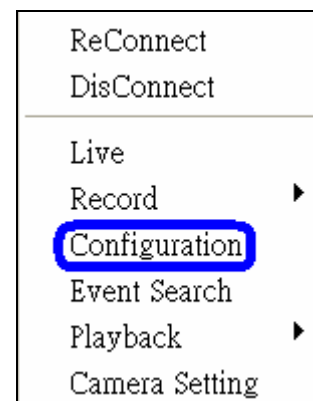 ReConnect
DisConnect
Live
Record
Configuration
Event Search
Playback
Camera Setting